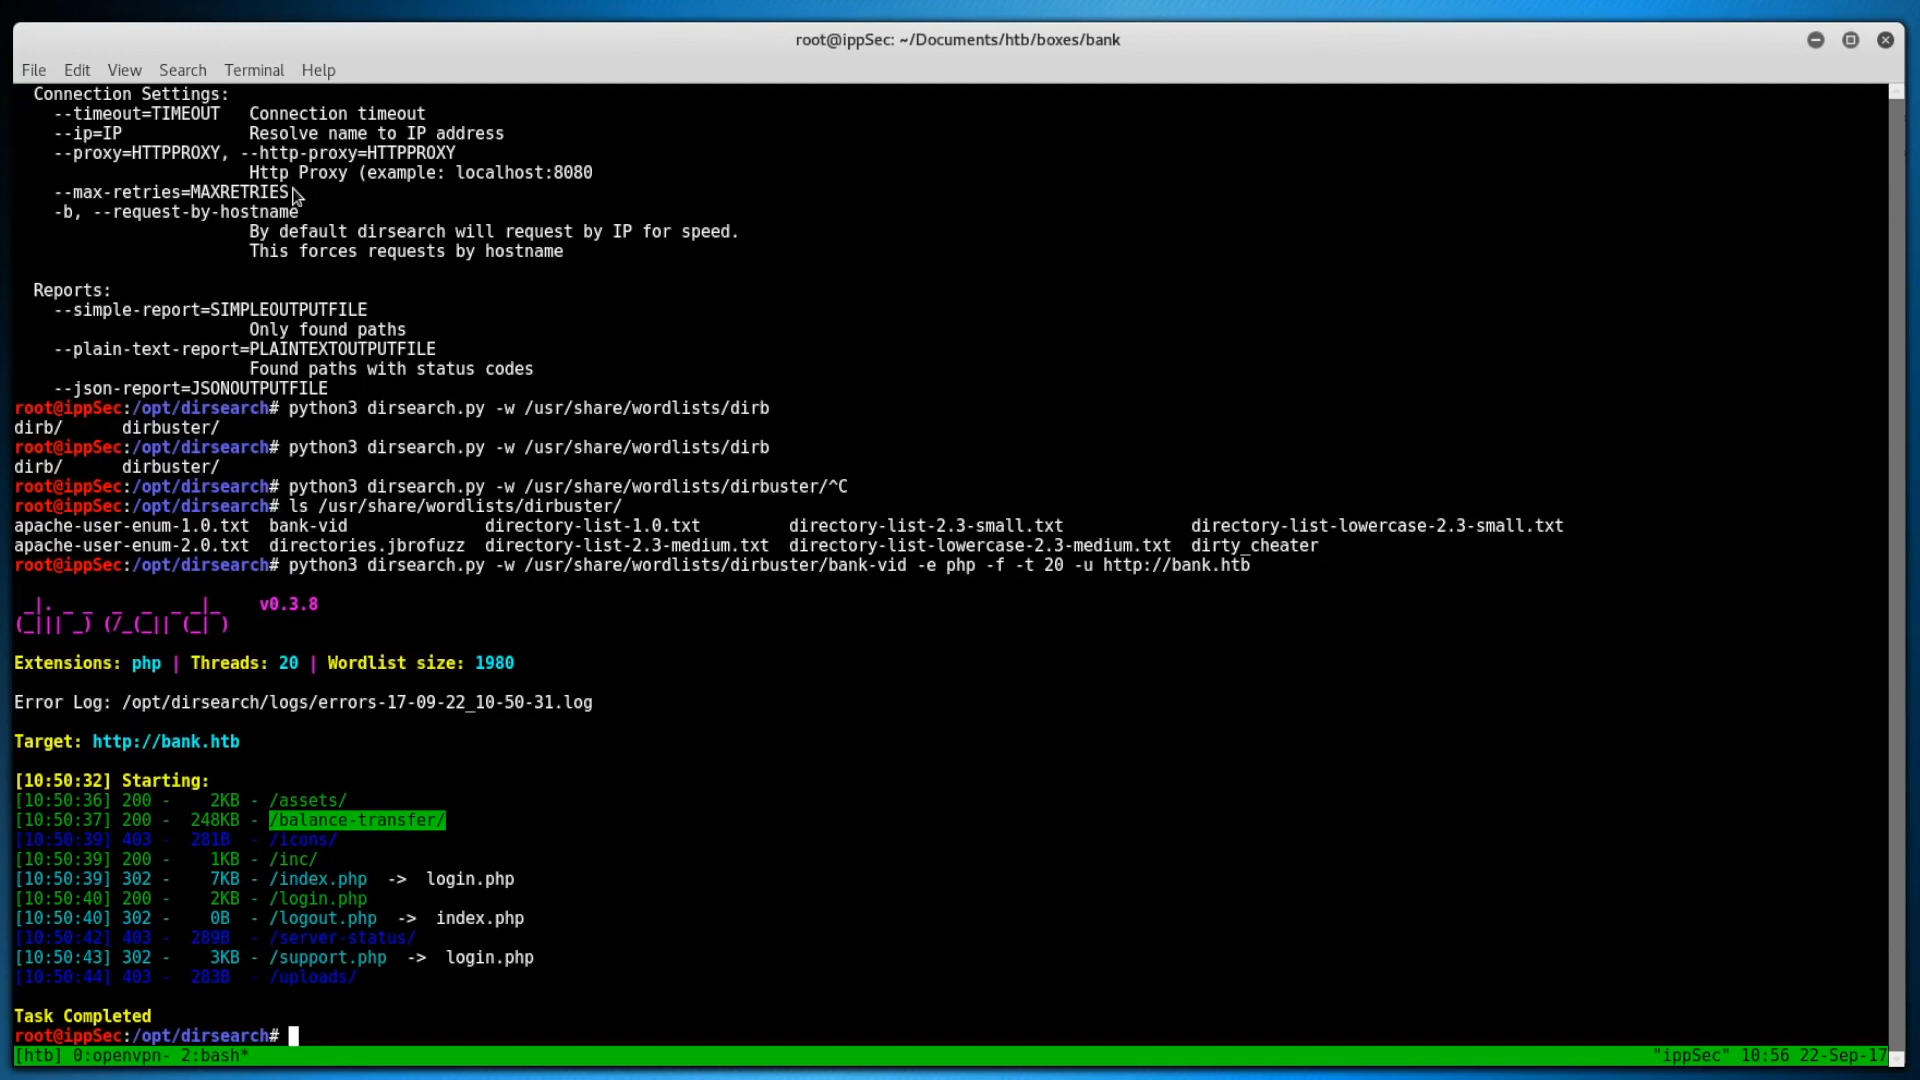 root@ippSec: ~/Documents/htb/boxes/bank
File Edit View Search Terminal Help
Connection Settings:
--timeout=TIMEOUT Connection timeout
--ip=IP Resolve name to IP address
--proxy=HTTPPROXY, --http-proxy=HTTPPROXY
Http Proxy (example: localhost:8080
--max-retries=MAXRETRIES
-b, --request-by-hostname
By default dirsearch will request by IP for speed.
This forces requests by hostname
Reports:
--simple-report=SIMPLEOUTPUTFILE
Only found paths
--plain-text-report=PLAINTEXTOUTPUTFILE
Found paths with status codes
--json-report=JSONOUTPUTFILE
root@ippSec:/opt/dirsearch# python3 dirsearch.py -w /usr/share/wordlists/dirb
dirb/ dirbuster/
root@ippSec:/opt/dirsearch# python3 dirsearch.py -w /usr/share/wordlists/dirb
dirb/ dirbuster/
root@ippSec:/opt/dirsearch# python3 dirsearch.py -w /usr/share/wordlists/dirbuster/^C
root@ippSec:/opt/dirsearch# ls /usr/share/wordlists/dirbuster/
apache-user-enum-1.0.txt bank-vid directory-list-1.0.txt directory-list-2.3-small.txt directory-list-lowercase-2.3-small.txt
apache-user-enum-2.0.txt directories.jbrofuzz directory-list-2.3-medium.txt directory-list-lowercase-2.3-medium.txt dirty_cheater
root@ippSec:/opt/dirsearch# python3 dirsearch.py -w /usr/share/wordlists/dirbuster/bank-vid -e php -f -t 20 -u http://bank.htb
_|. _ _ _ _ _ _|_ v0.3.8
(_||| _) (/_(_|| (_| )
Extensions: php | Threads: 20 | Wordlist size: 1980
Error Log: /opt/dirsearch/logs/errors-17-09-22_10-50-31.log
Target: http://bank.htb
[10:50:32] Starting:
[10:50:36] 200 - 2KB - /assets/
[10:50:37] 200 - 248KB - /balance-transfer/
[10:50:39] 403 - 281B - /icons/
[10:50:39] 200 - 1KB - /inc/
[10:50:39] 302 - 7KB - /index.php -> login.php
[10:50:40] 200 - 2KB - /login.php
[10:50:40] 302 - 0B - /logout.php -> index.php
[10:50:42] 403 - 289B - /server-status/
[10:50:43] 302 - 3KB - /support.php -> login.php
[10:50:44] 403 - 283B - /uploads/
Task Completed
root@ippSec:/opt/dirsearch#
[htb] 0:openvpn- 2:bash* "ippSec" 10:56 22-Sep-17